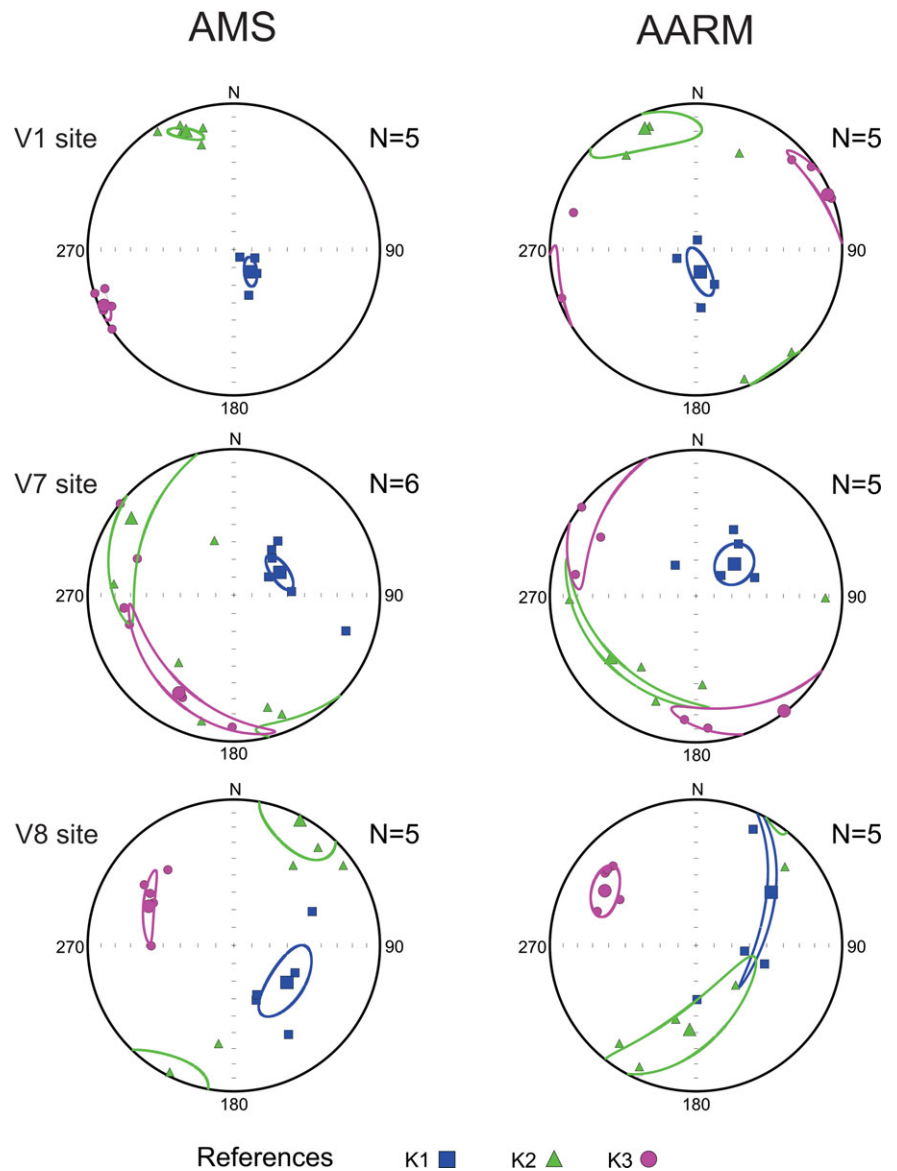 AMS AARM
N N
V1 site N=5 N=5
270 90 270 90
180 180
N N
V7 site N=6 N=5
270 90 270 90
180 180
N N
V8 site N=5 N=5
270 90 270 90
180 180
References K1 K2 K3